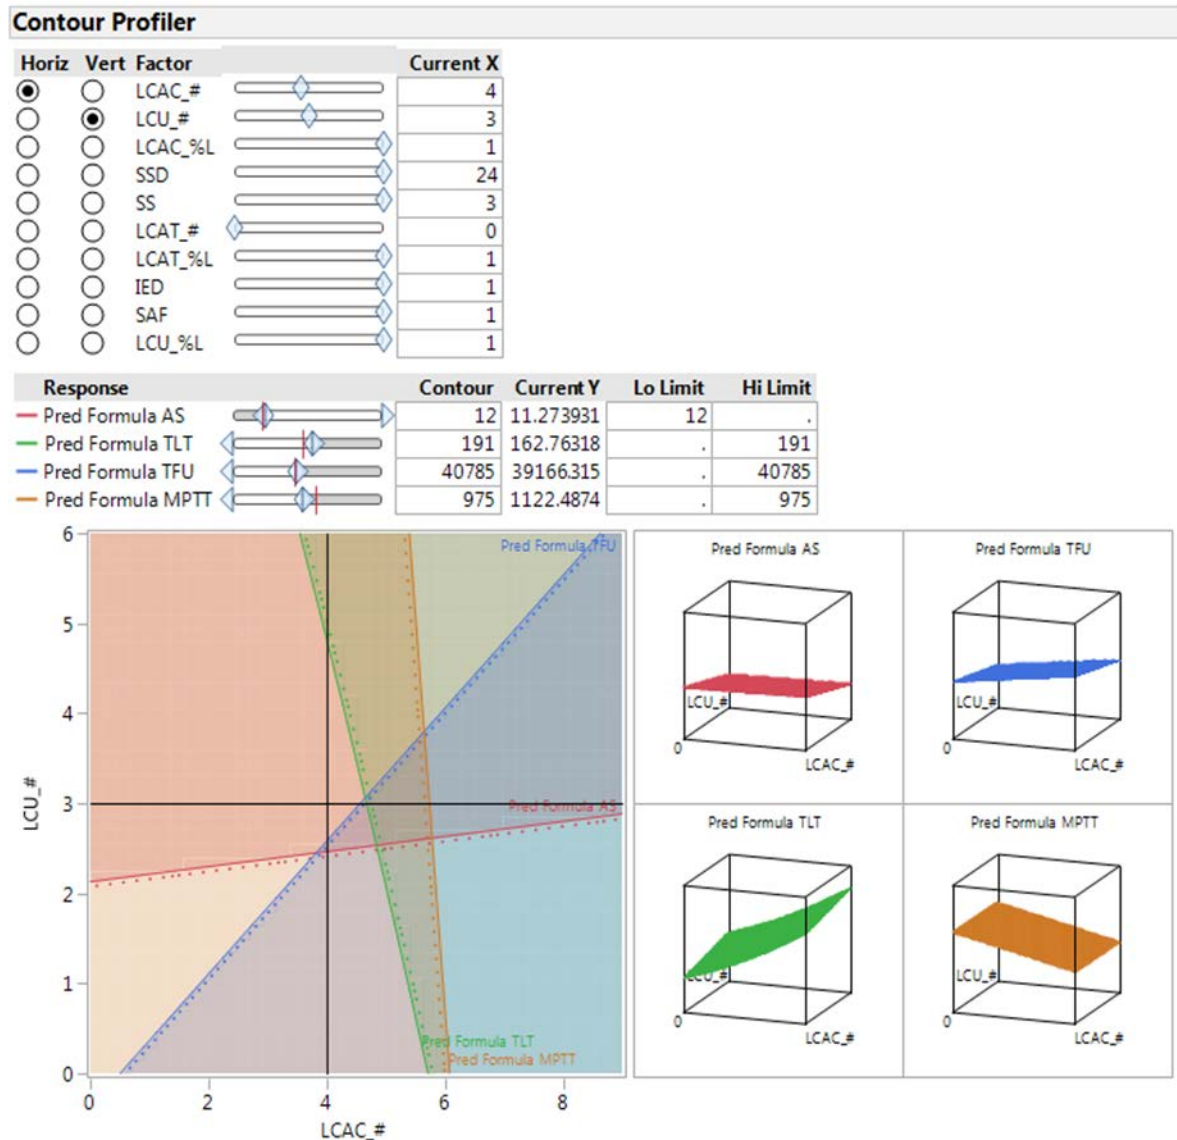 Contour Profiler
Horiz Vert Factor Current X
LCAC_# 4
LCU_# 3
LCAC_%L 1
SSD 24
SS 3
LCAT_# 0
LCAT_%L 1
IED 1
SAF 1
LCU_%L 1
Response Contour Current Y Lo Limit Hi Limit
Pred Formula AS 12 11.273931 12 .
Pred Formula TLT 191 162.76318 . 191
Pred Formula TFU 40785 39166.315 . 40785
Pred Formula MPTT 975 1122.4874 . 975
6
5
4
3
2
1
0
LCU_#
Pred Formula TFU
Pred Formula AS
Pred Formula TLT
Pred Formula MPTT
0 2 4 6 8
LCAC_#
Pred Formula AS
LCU_#
0
LCAC_#
Pred Formula TFU
LCU_#
0
LCAC_#
Pred Formula TLT
LCU_#
0
LCAC_#
Pred Formula MPTT
LCU_#
0
LCAC_#